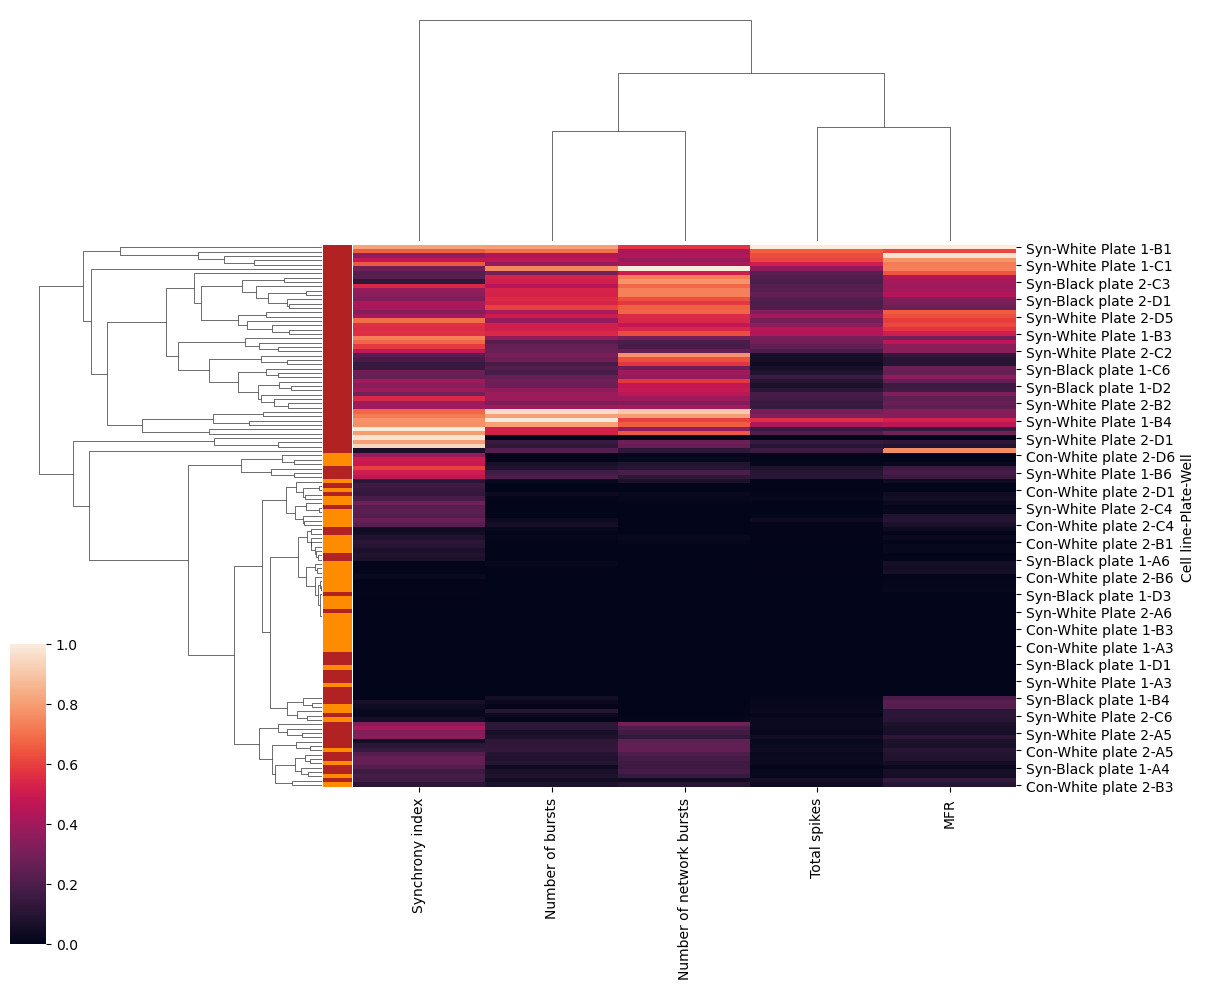 Syn-White Plate 1-B1
Syn-White Plate 1-C1
Syn-White Plate 2-C3
Syn-Black plate 2-D1
Syn-White Plate 2-D5
Syn-White Plate 1-B3
Syn-White Plate 2-C2
Syn-Black plate 1-C6
Syn-Black plate 1-D2
Syn-White Plate 2-B2
Syn-White Plate 1-B4
Syn-White Plate 2-D1
Con-White plate 2-D6
Syn-White Plate 1-B6
Con-White plate 2-D1
Syn-White Plate 2-C4
Con-White plate 2-C4
Con-White plate 2-B1
Syn-Black plate 1-A6
Con-White plate 2-B6
Syn-Black plate 1-D3
Syn-White Plate 2-A6
Con-White plate 1-B3
Con-White plate 1-A3
Syn-Black plate 1-D1
Syn-White Plate 1-A3
Syn-Black plate 1-B4
Syn-White Plate 2-C6
Syn-White Plate 2-A5
Con-White plate 2-A5
Syn-Black plate 1-A4
Con-White plate 2-B3
Cell line-Plate-Well
1.0
0.8
0.6
0.4
0.2
0.0
Synchrony index
Number of bursts
Number of network bursts
Total spikes
MFR